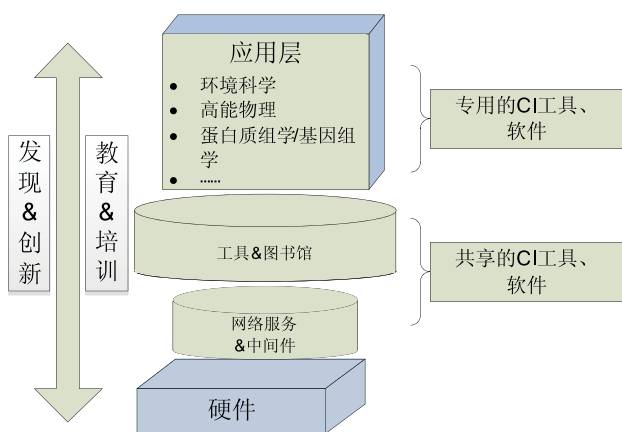 应用层
● 环境科学
● 高能物理
● 蛋白质组学/基因组
学
● ……
专用的CI工具、
软件
发现&创新
教育&培训
工具&图书馆
共享的CI工具、
软件
网络服务
&中间件
硬件